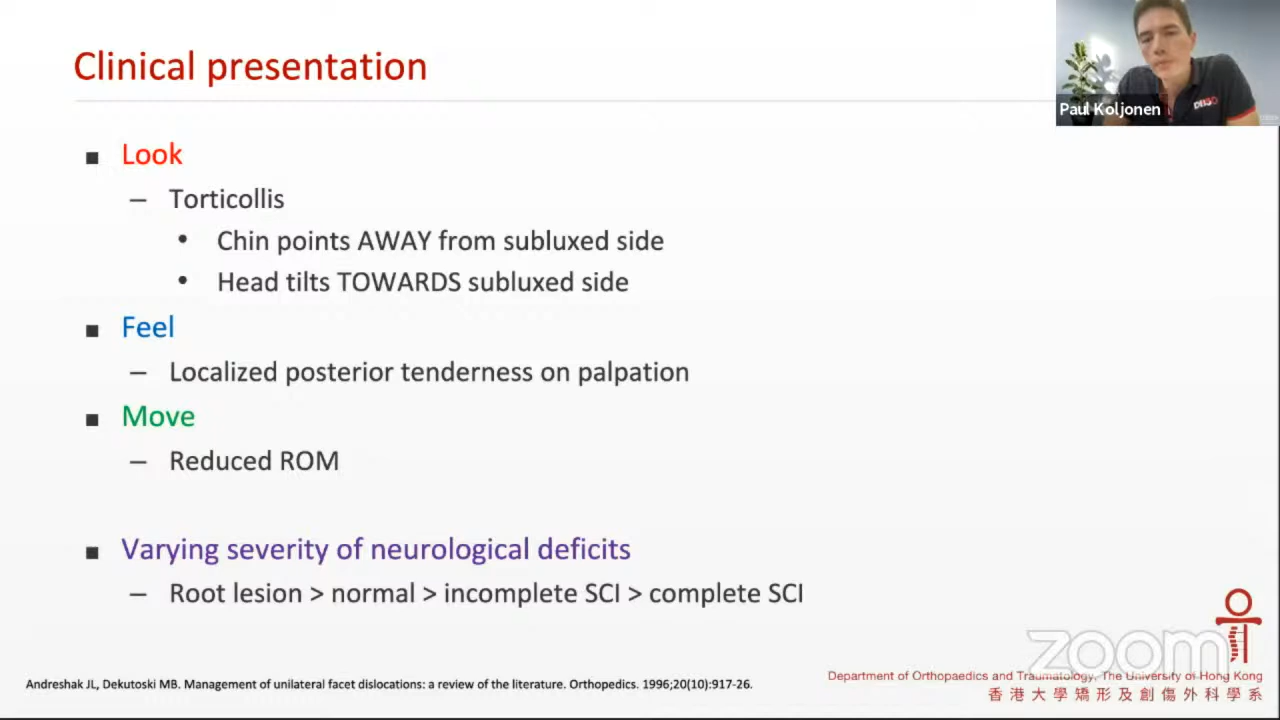 Clinical presentation
Paul Koljonen
Look
– Torticollis
• Chin points AWAY from subluxed side
• Head tilts TOWARDS subluxed side
Feel
– Localized posterior tenderness on palpation
Move
– Reduced ROM
Varying severity of neurological deficits
– Root lesion > normal > incomplete SCI > complete SCI
zoom
Andreshak JL, Dekutoski MB. Management of unilateral facet dislocations: a review of the literature. Orthopedics. 1996;20(10):917-26.
Department of Orthopaedics and Traumatology, The University of Hong Kong
香港大學矯形及創傷外科學系